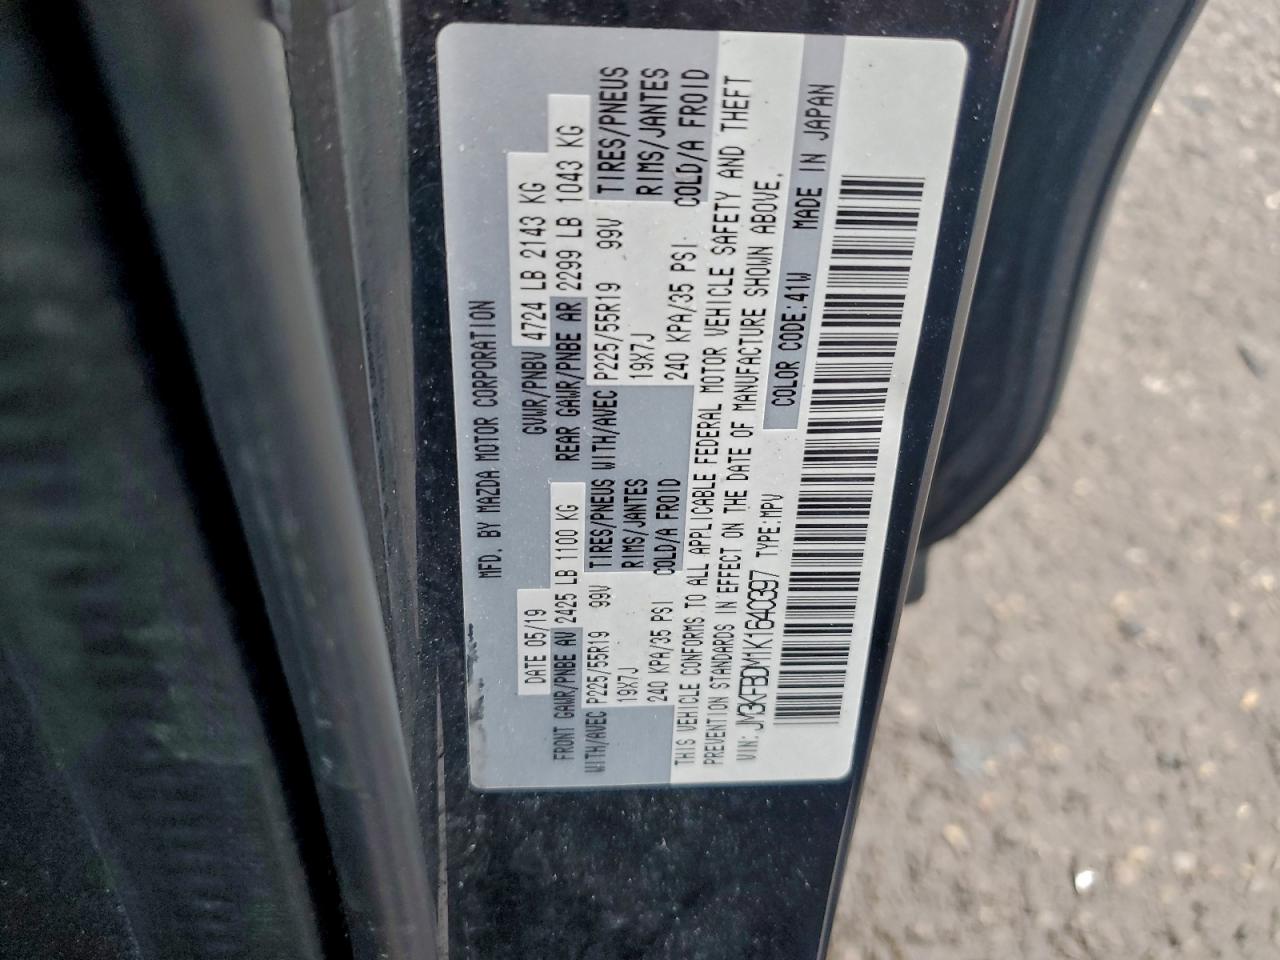 MFD. BY MAZDA MOTOR CORPORATION
DATE 05/19 GVWR/PNBV 4724 LB 2143 KG
FRONT GAWR/PNBE AV 2425 LB 1100 KG REAR GAWR/PNBE AR 2299 LB 1043 KG
WITH/AVEC P225/55R19 99V TIRES/PNEUS WITH/AVEC P225/55R19 99V TIRES/PNEUS
19X7J RIMS/JANTES 19X7J RIMS/JANTES
240 KPA/35 PSI COLD/A FROID 240 KPA/35 PSI COLD/A FROID
THIS VEHICLE CONFORMS TO ALL APPLICABLE FEDERAL MOTOR VEHICLE SAFETY AND THEFT
PREVENTION STANDARDS IN EFFECT ON THE DATE OF MANUFACTURE SHOWN ABOVE.
VIN: JM3KFBDM1K1640397 TYPE:MPV COLOR CODE:41W MADE IN JAPAN